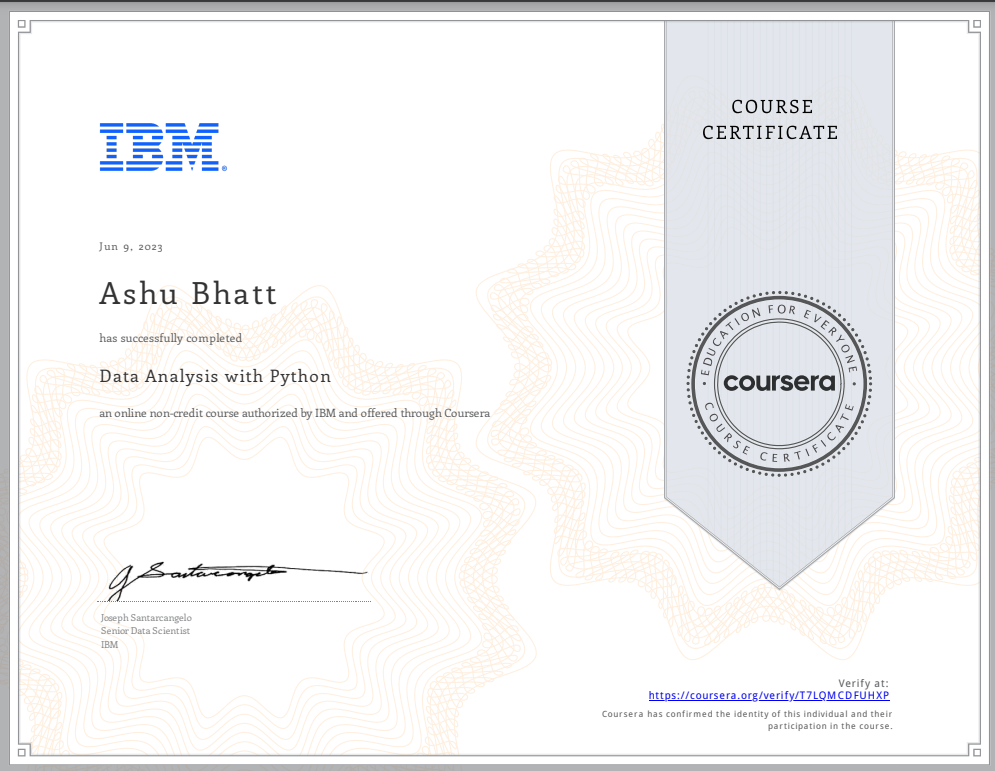 COURSE
CERTIFICATE
IBM®
Jun 9, 2023
Ashu Bhatt
has successfully completed
Data Analysis with Python
an online non-credit course authorized by IBM and offered through Coursera
EDUCATION FOR EVERYONE
coursera
COURSE CERTIFICATE
J Santarcangelo
Joseph Santarcangelo
Senior Data Scientist
IBM
Verify at:
https://coursera.org/verify/T7LQMCDFUHXP
Coursera has confirmed the identity of this individual and their
participation in the course.